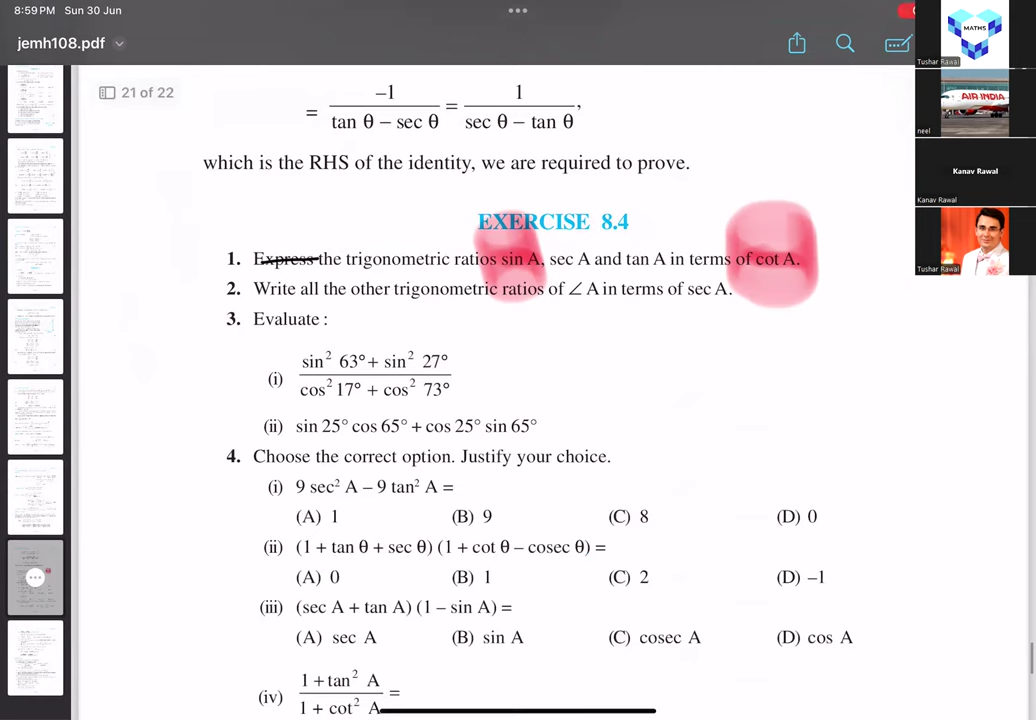 8:59 PM Sun 30 Jun
jemh108.pdf
21 of 22
= −1 / (tan θ − sec θ) = 1 / (sec θ − tan θ),
which is the RHS of the identity, we are required to prove.
EXERCISE 8.4
1. Express the trigonometric ratios sin A, sec A and tan A in terms of cot A.
2. Write all the other trigonometric ratios of ∠ A in terms of sec A.
3. Evaluate :
(i) (sin² 63° + sin² 27°) / (cos² 17° + cos² 73°)
(ii) sin 25° cos 65° + cos 25° sin 65°
4. Choose the correct option. Justify your choice.
(i) 9 sec² A – 9 tan² A =
(A) 1 (B) 9 (C) 8 (D) 0
(ii) (1 + tan θ + sec θ) (1 + cot θ – cosec θ) =
(A) 0 (B) 1 (C) 2 (D) –1
(iii) (sec A + tan A) (1 – sin A) =
(A) sec A (B) sin A (C) cosec A (D) cos A
(iv) (1 + tan² A) / (1 + cot² A) =
MATHS
Tushar Rawal
AIR INDIA
neel
Kanav Rawal
Kanav Rawal
Tushar Rawal